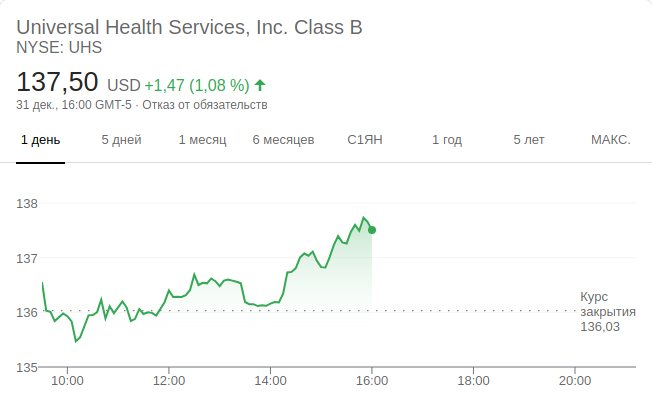 Universal Health Services, Inc. Class B
NYSE: UHS
137,50 USD +1,47 (1,08 %)
31 дек., 16:00 GMT-5 · Отказ от обязательств
1 день 5 дней 1 месяц 6 месяцев С1ЯН 1 год 5 лет МАКС.
138
137
136
135
Курс
закрытия
136,03
10:00 12:00 14:00 16:00 18:00 20:00